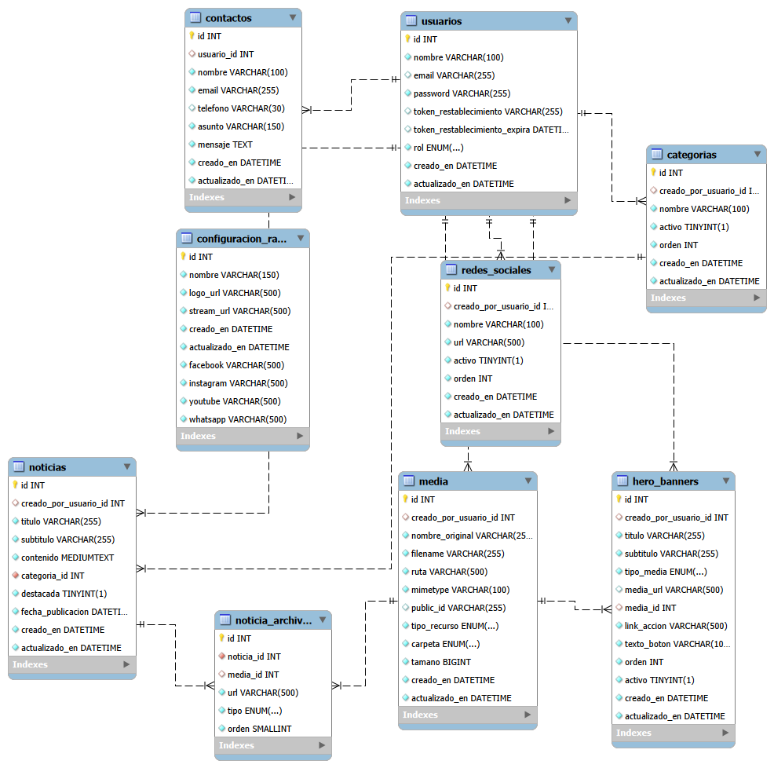 contactos
id INT
usuario_id INT
nombre VARCHAR(100)
email VARCHAR(255)
telefono VARCHAR(30)
asunto VARCHAR(150)
mensaje TEXT
creado_en DATETIME
actualizado_en DATETI...
Indexes
usuarios
id INT
nombre VARCHAR(100)
email VARCHAR(255)
password VARCHAR(255)
token_restablecimiento VARCHAR(255)
token_restablecimiento_expira DATETI...
rol ENUM(...)
creado_en DATETIME
actualizado_en DATETIME
Indexes
categorias
id INT
creado_por_usuario_id I...
nombre VARCHAR(100)
activo TINYINT(1)
orden INT
creado_en DATETIME
actualizado_en DATETIME
Indexes
configuracion_ra...
id INT
nombre VARCHAR(150)
logo_url VARCHAR(500)
stream_url VARCHAR(500)
creado_en DATETIME
actualizado_en DATETIME
facebook VARCHAR(500)
instagram VARCHAR(500)
youtube VARCHAR(500)
whatsapp VARCHAR(500)
Indexes
redes_sociales
id INT
creado_por_usuario_id I...
nombre VARCHAR(100)
url VARCHAR(500)
activo TINYINT(1)
orden INT
creado_en DATETIME
actualizado_en DATETIME
Indexes
noticias
id INT
creado_por_usuario_id INT
titulo VARCHAR(255)
subtitulo VARCHAR(255)
contenido MEDIUMTEXT
categoria_id INT
destacada TINYINT(1)
fecha_publicacion DATETI...
creado_en DATETIME
actualizado_en DATETIME
Indexes
media
id INT
creado_por_usuario_id INT
nombre_original VARCHAR(25...
filename VARCHAR(255)
ruta VARCHAR(500)
mimetype VARCHAR(100)
public_id VARCHAR(255)
tipo_recurso ENUM(...)
carpeta ENUM(...)
tamano BIGINT
creado_en DATETIME
actualizado_en DATETIME
Indexes
hero_banners
id INT
creado_por_usuario_id INT
titulo VARCHAR(255)
subtitulo VARCHAR(255)
tipo_media ENUM(...)
media_url VARCHAR(500)
media_id INT
link_accion VARCHAR(500)
texto_boton VARCHAR(10...
orden INT
activo TINYINT(1)
creado_en DATETIME
actualizado_en DATETIME
Indexes
noticia_archiv...
id INT
noticia_id INT
media_id INT
url VARCHAR(500)
tipo ENUM(...)
orden SMALLINT
Indexes